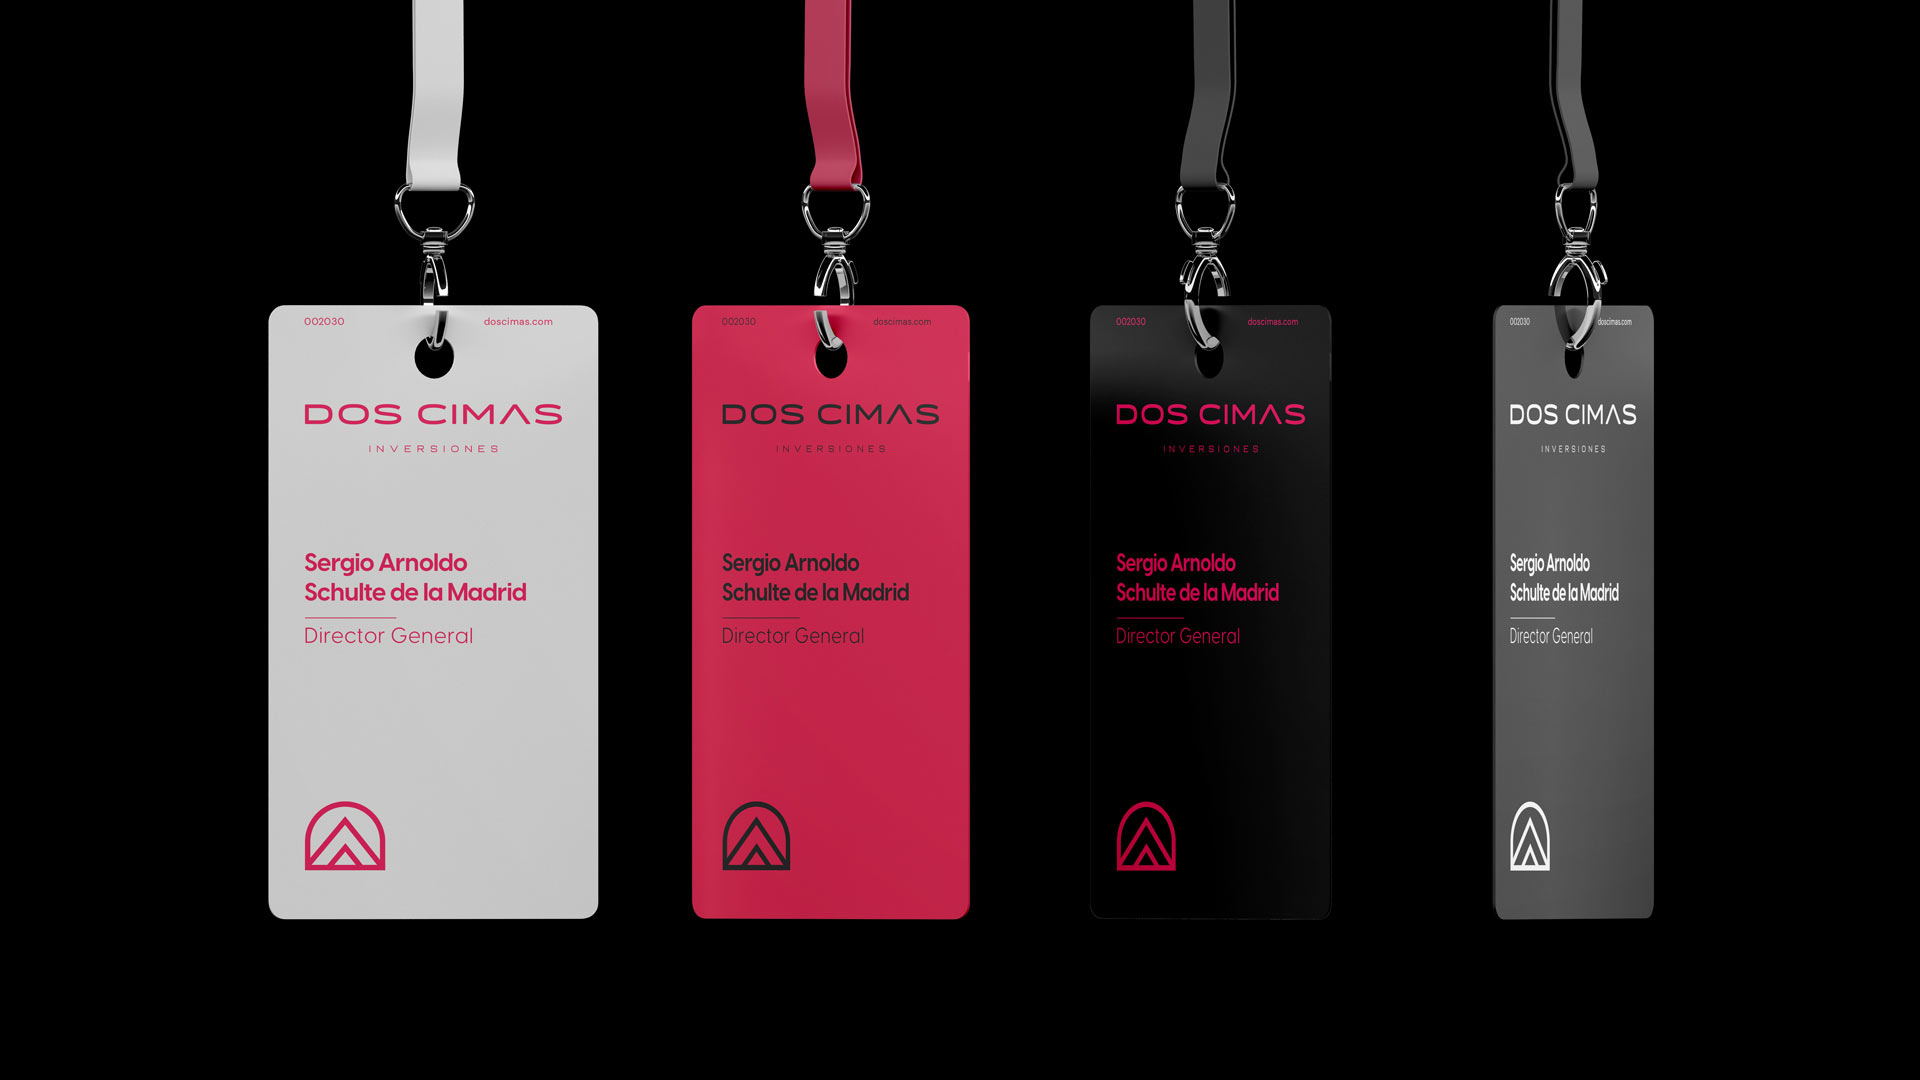 002030 doscimas.com
DOS CIMAS
INVERSIONES
Sergio Arnoldo
Schulte de la Madrid
Director General
002030 doscimas.com
DOS CIMAS
INVERSIONES
Sergio Arnoldo
Schulte de la Madrid
Director General
002030 doscimas.com
DOS CIMAS
INVERSIONES
Sergio Arnoldo
Schulte de la Madrid
Director General
002030 doscimas.com
DOS CIMAS
INVERSIONES
Sergio Arnoldo
Schulte de la Madrid
Director General